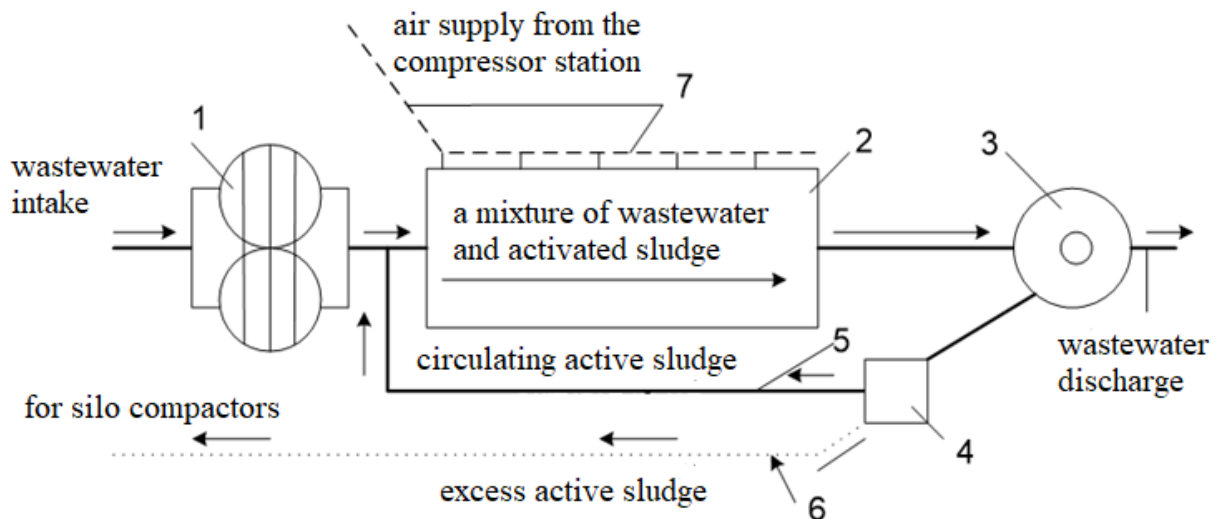 air supply from the
compressor station
7
1
2
3
wastewater
intake
a mixture of wastewater
and activated sludge
circulating active sludge
5
wastewater
discharge
for silo compactors
4
excess active sludge
6